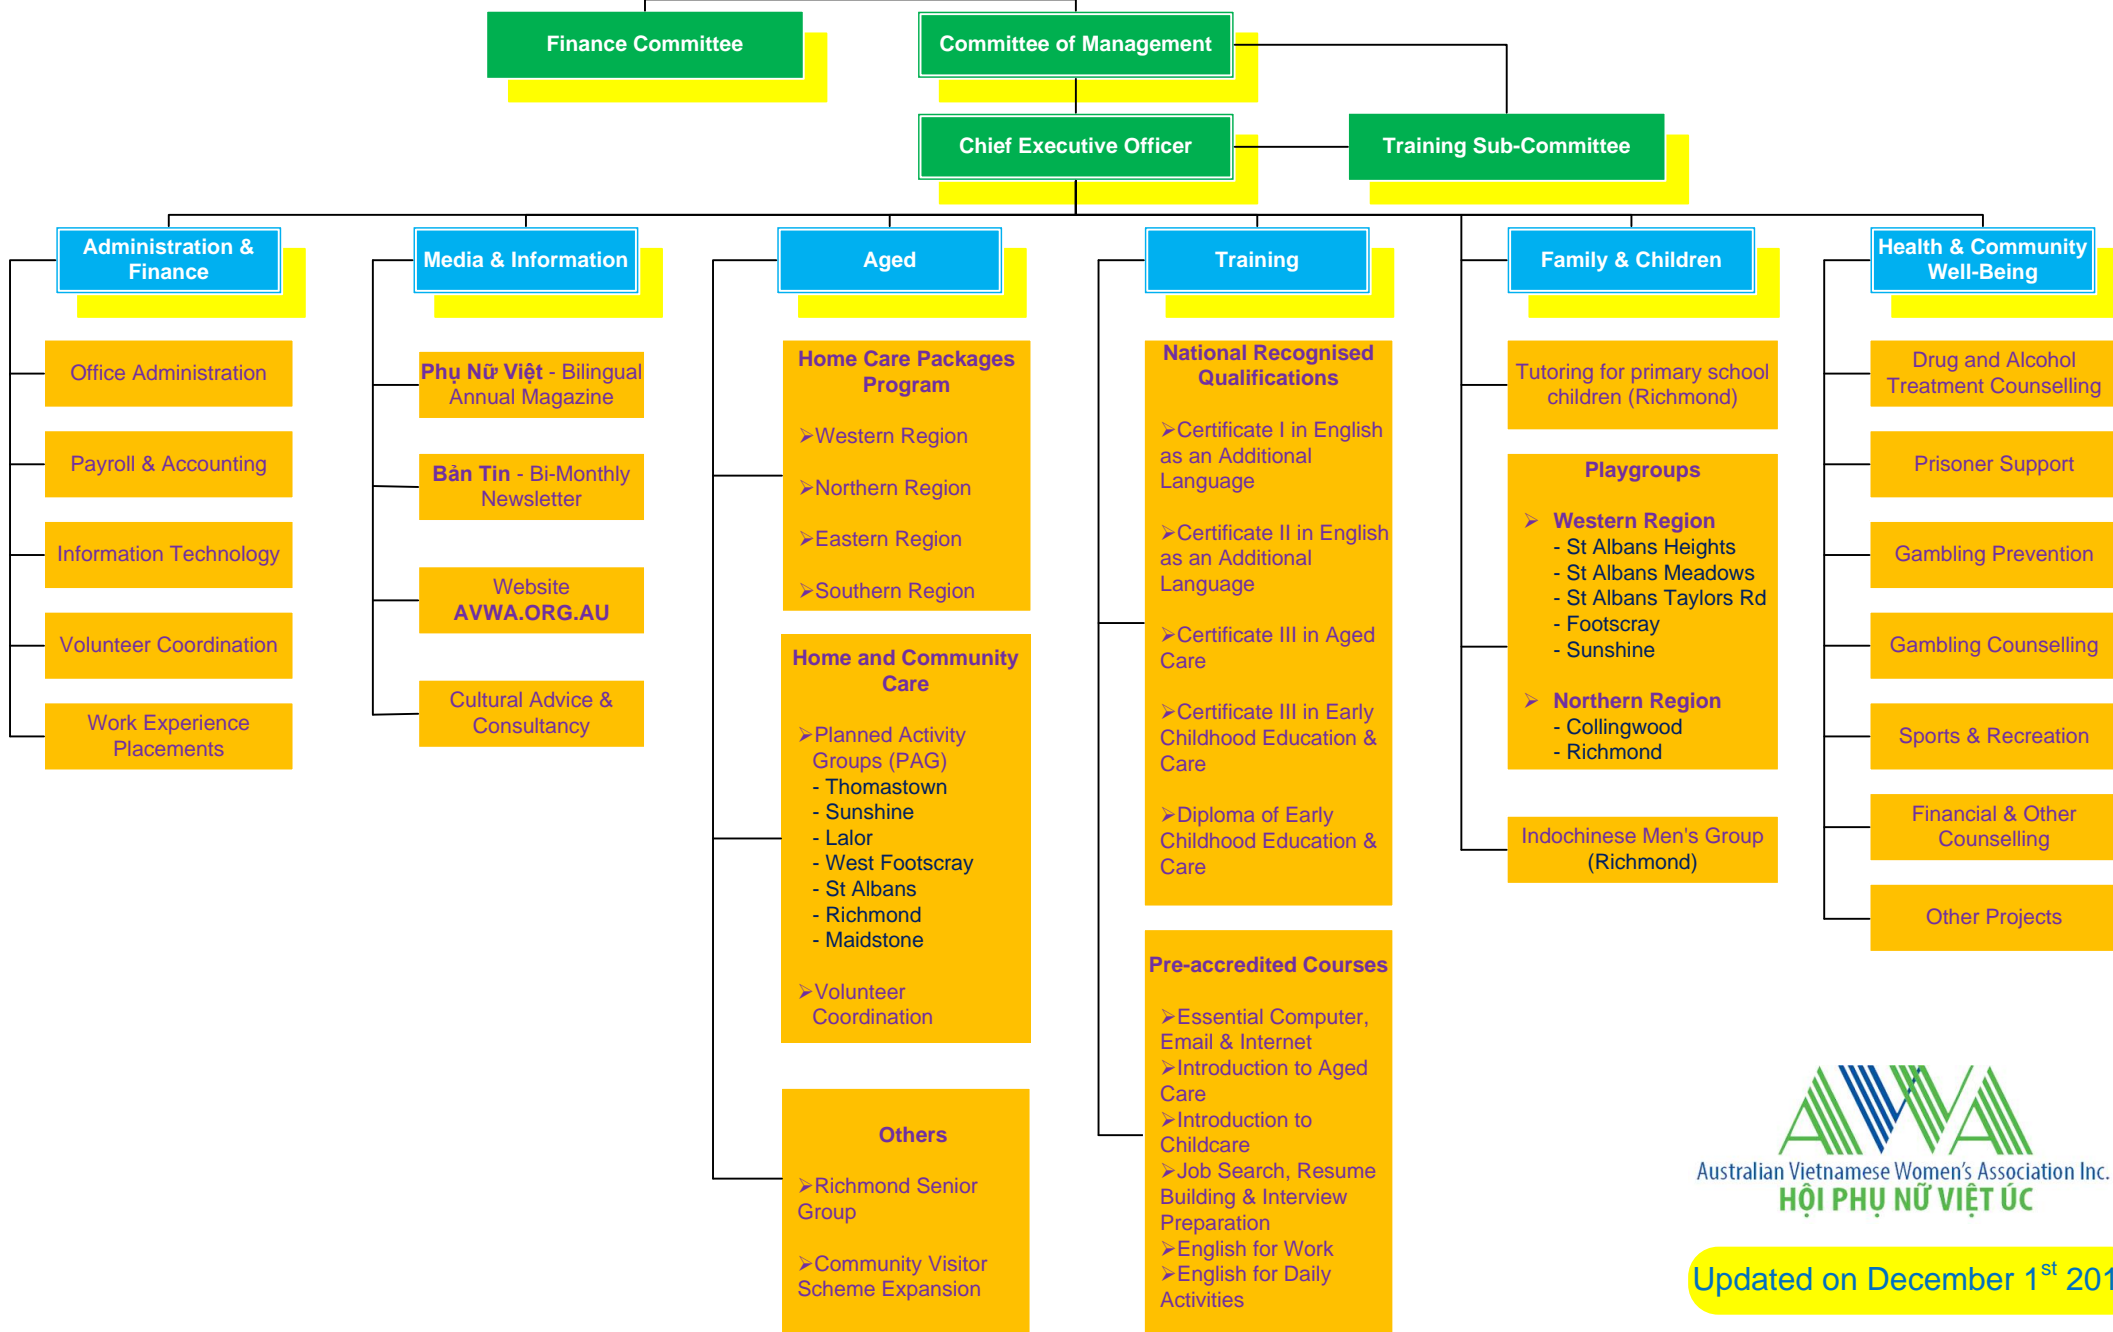 Finance Committee
Committee of Management
Chief Executive Officer
Training Sub-Committee
Administration &
Finance
Office Administration
Payroll & Accounting
Information Technology
Volunteer Coordination
Work Experience
Placements
Media & Information
Phụ Nữ Việt - Bilingual
Annual Magazine
Bản Tin - Bi-Monthly
Newsletter
Website
AVWA.ORG.AU
Cultural Advice &
Consultancy
Aged
Home Care Packages
Program
➢Western Region
➢Northern Region
➢Eastern Region
➢Southern Region
Home and Community
Care
➢Planned Activity
Groups (PAG)
- Thomastown
- Sunshine
- Lalor
- West Footscray
- St Albans
- Richmond
- Maidstone
➢Volunteer
Coordination
Others
➢Richmond Senior
Group
➢Community Visitor
Scheme Expansion
Training
National Recognised
Qualifications
➢Certificate I in English
as an Additional
Language
➢Certificate II in English
as an Additional
Language
➢Certificate III in Aged
Care
➢Certificate III in Early
Childhood Education &
Care
➢Diploma of Early
Childhood Education &
Care
Pre-accredited Courses
➢Essential Computer,
Email & Internet
➢Introduction to Aged
Care
➢Introduction to
Childcare
➢Job Search, Resume
Building & Interview
Preparation
➢English for Work
➢English for Daily
Activities
Family & Children
Tutoring for primary school
children (Richmond)
Playgroups
➢ Western Region
- St Albans Heights
- St Albans Meadows
- St Albans Taylors Rd
- Footscray
- Sunshine
➢ Northern Region
- Collingwood
- Richmond
Indochinese Men's Group
(Richmond)
Health & Community
Well-Being
Drug and Alcohol
Treatment Counselling
Prisoner Support
Gambling Prevention
Gambling Counselling
Sports & Recreation
Financial & Other
Counselling
Other Projects
AVWA
Australian Vietnamese Women's Association Inc.
HỘI PHỤ NỮ VIỆT ÚC
Updated on December 1st 201